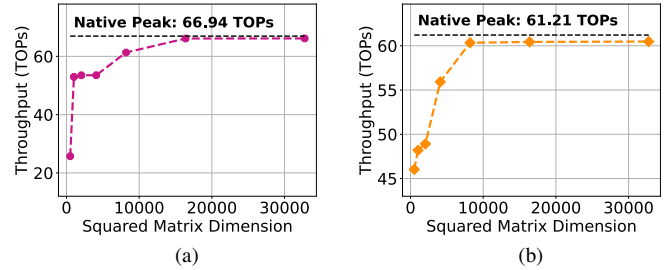 Native Peak: 66.94 TOPs
Throughput (TOPs)
60
40
20
0
10000
20000
30000
Squared Matrix Dimension
(a)
Native Peak: 61.21 TOPs
Throughput (TOPs)
60
55
50
45
0
10000
20000
30000
Squared Matrix Dimension
(b)